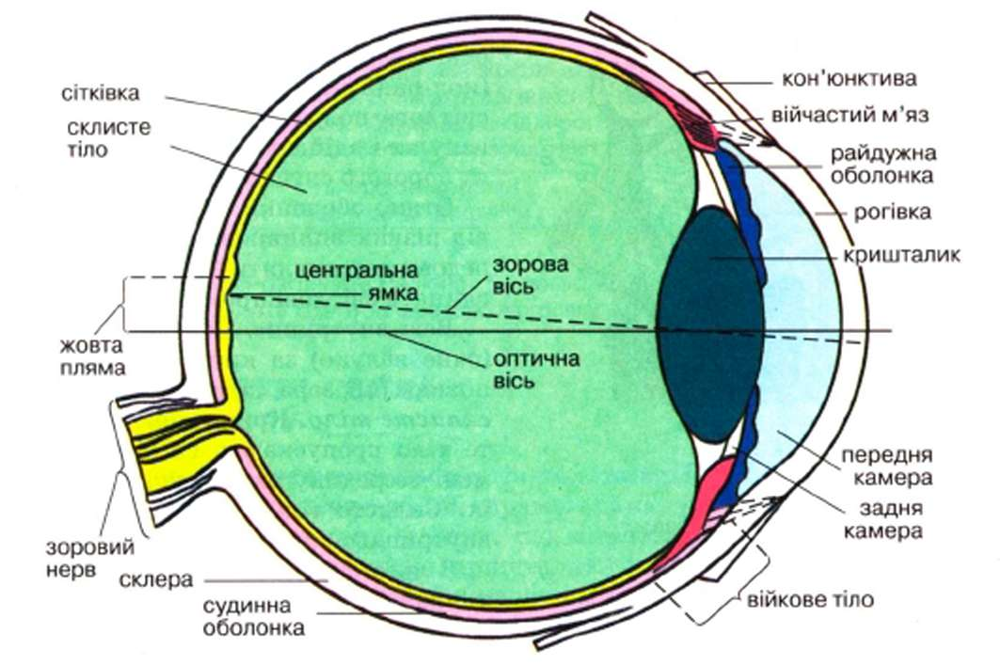 сітківка
склисте
тіло
центральна
ямка
зорова
вісь
оптична
вісь
жовта
пляма
зоровий
нерв
склера
судинна
оболонка
кон'юнктива
війчастий м'яз
райдужна
оболонка
рогівка
кришталик
передня
камера
задня
камера
війкове тіло